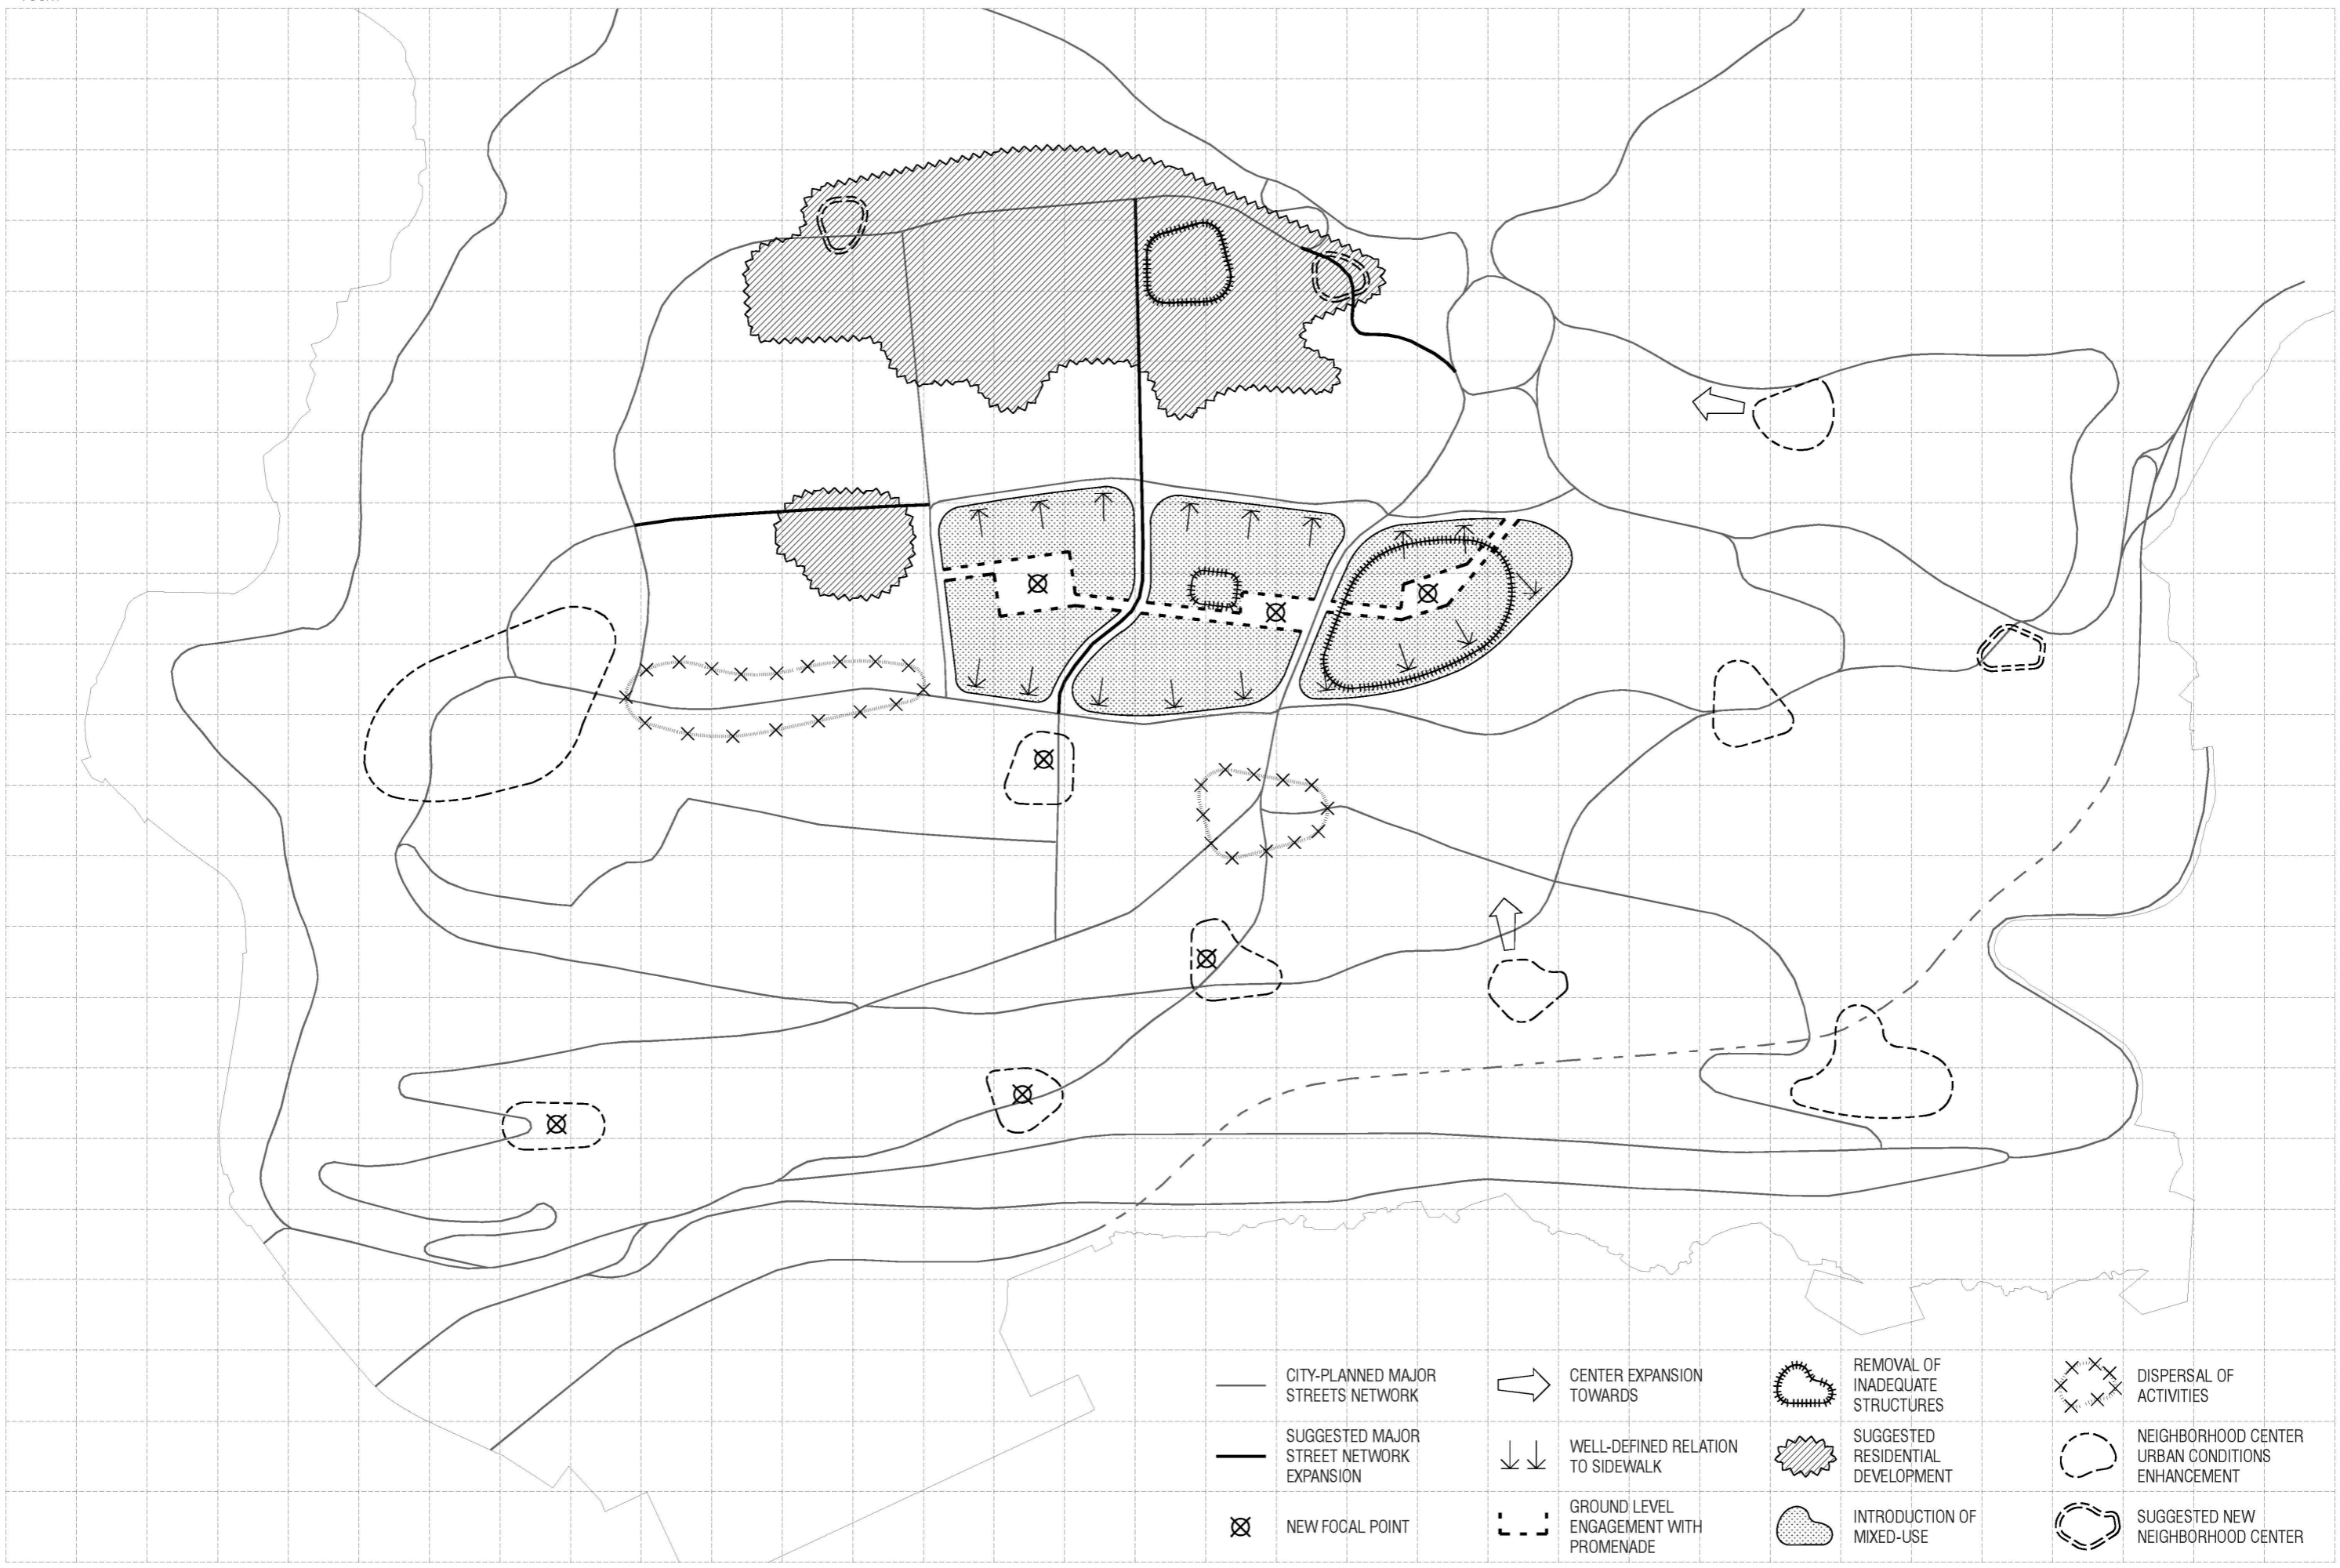 CITY-PLANNED MAJOR
STREETS NETWORK
SUGGESTED MAJOR
STREET NETWORK
EXPANSION
NEW FOCAL POINT
CENTER EXPANSION
TOWARDS
WELL-DEFINED RELATION
TO SIDEWALK
GROUND LEVEL
ENGAGEMENT WITH
PROMENADE
REMOVAL OF
INADEQUATE
STRUCTURES
SUGGESTED
RESIDENTIAL
DEVELOPMENT
INTRODUCTION OF
MIXED-USE
DISPERSAL OF
ACTIVITIES
NEIGHBORHOOD CENTER
URBAN CONDITIONS
ENHANCEMENT
SUGGESTED NEW
NEIGHBORHOOD CENTER